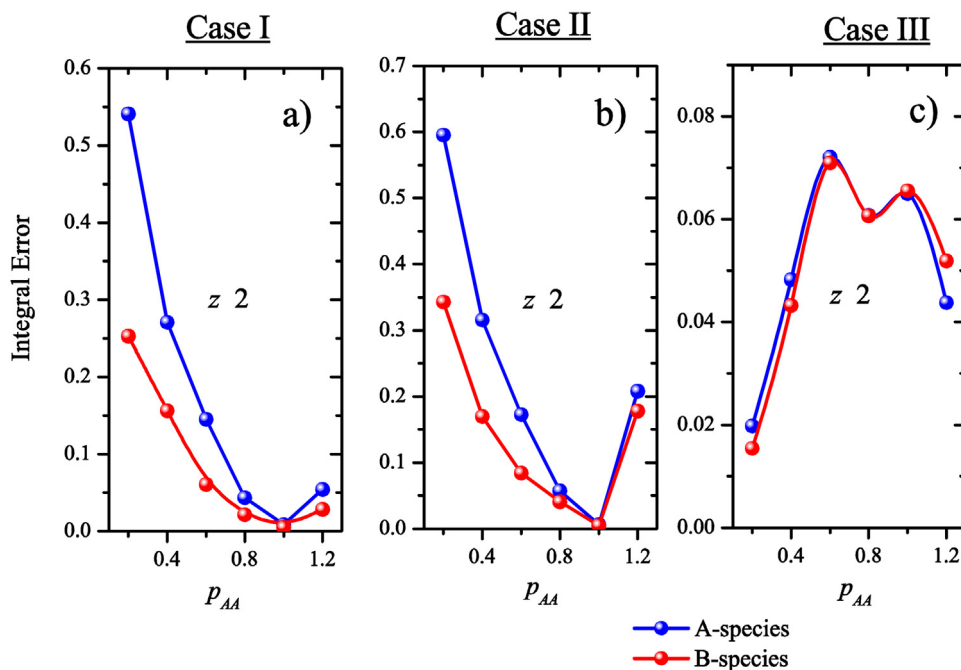 Case I
Case II
Case III
a)
b)
c)
Integral Error
0.6
0.5
0.4
0.3
0.2
0.1
0.0
0.7
0.6
0.5
0.4
0.3
0.2
0.1
0.0
0.08
0.06
0.04
0.02
0.00
z 2
z 2
z 2
0.4 0.8 1.2
0.4 0.8 1.2
0.4 0.8 1.2
pAA
pAA
pAA
A-species
B-species